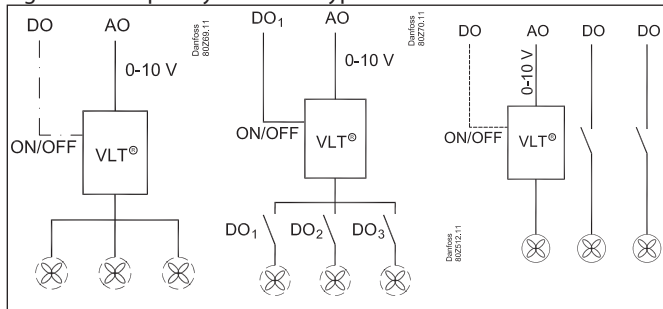 DO AO
Danfoss
80Z69.11
0-10 V
ON/OFF
VLT®
DO1 AO
Danfoss
80Z70.11
0-10 V
ON/OFF
VLT®
DO1 DO2 DO3
DO AO DO DO
0-10 V
ON/OFF
VLT®
Danfoss
80Z512.11